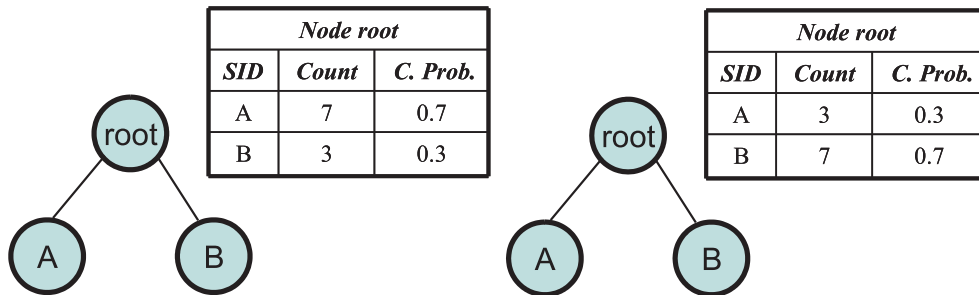 Node root
SID Count C. Prob.
A 7 0.7
B 3 0.3
root
A
B
Node root
SID Count C. Prob.
A 3 0.3
B 7 0.7
root
A
B